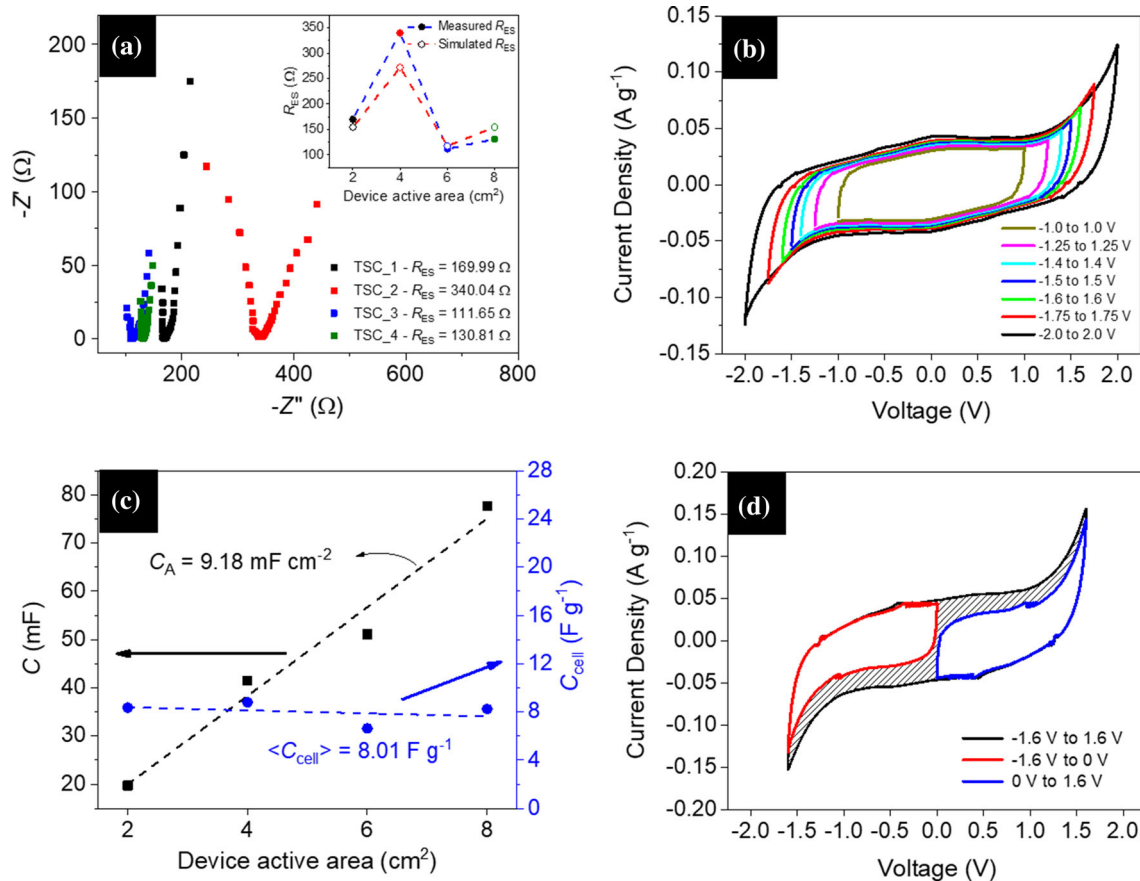 (a)
200
150
100
50
0
-Z' (Ω)
200 400 600 800
-Z'' (Ω)
350
300
250
200
150
100
R_ES (Ω)
Measured R_ES
Simulated R_ES
2 4 6 8
Device active area (cm²)
TSC_1 - R_ES = 169.99 Ω
TSC_2 - R_ES = 340.04 Ω
TSC_3 - R_ES = 111.65 Ω
TSC_4 - R_ES = 130.81 Ω
(b)
0.15
0.10
0.05
0.00
-0.05
-0.10
-0.15
Current Density (A g⁻¹)
-1.0 to 1.0 V
-1.25 to 1.25 V
-1.4 to 1.4 V
-1.5 to 1.5 V
-1.6 to 1.6 V
-1.75 to 1.75 V
-2.0 to 2.0 V
-2.0 -1.5 -1.0 -0.5 0.0 0.5 1.0 1.5 2.0
Voltage (V)
(c)
80
70
60
50
40
30
20
C (mF)
C_A = 9.18 mF cm⁻²
<C_cell> = 8.01 F g⁻¹
28
24
20
16
12
8
4
0
C_cell (F g⁻¹)
2 4 6 8
Device active area (cm²)
(d)
0.20
0.15
0.10
0.05
0.00
-0.05
-0.10
-0.15
-0.20
Current Density (A g⁻¹)
-1.6 V to 1.6 V
-1.6 V to 0 V
0 V to 1.6 V
-2.0 -1.5 -1.0 -0.5 0.0 0.5 1.0 1.5 2.0
Voltage (V)